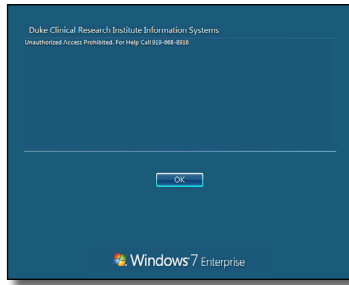 Duke Clinical Research Institute Information Systems
Unauthorized Access Prohibited. For Help Call 919-668-8916
OK
Windows 7 Enterprise